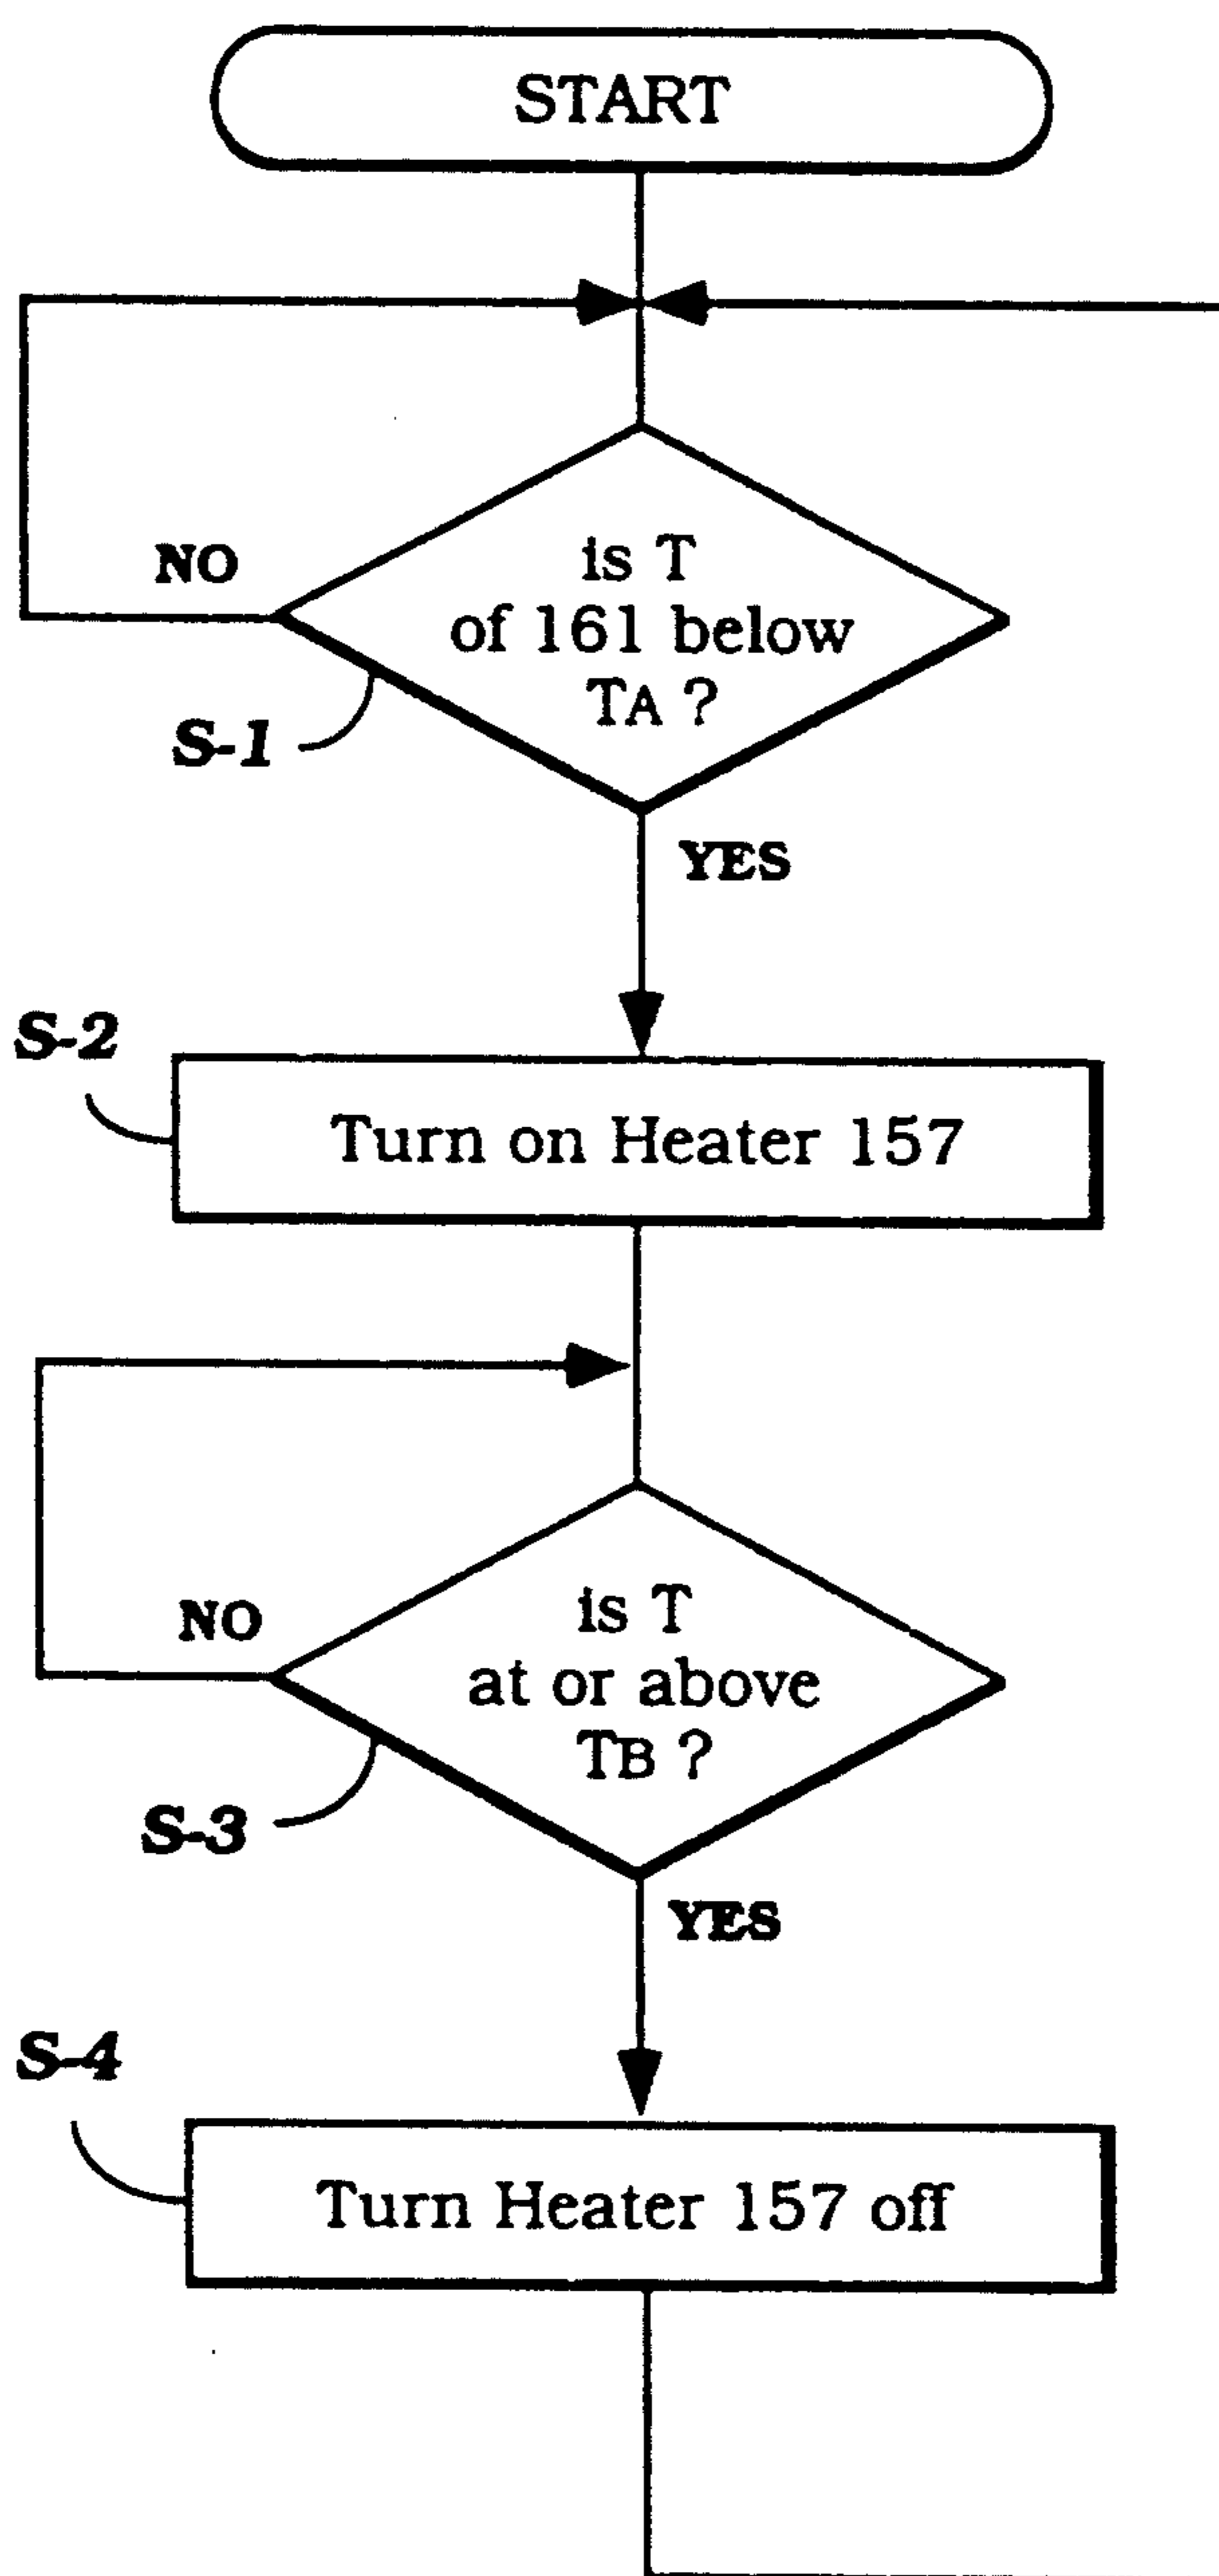 START
NO
is T
of 161 below
TA ?
S-1
YES
S-2
Turn on Heater 157
NO
is T
at or above
TB ?
S-3
YES
S-4
Turn Heater 157 off